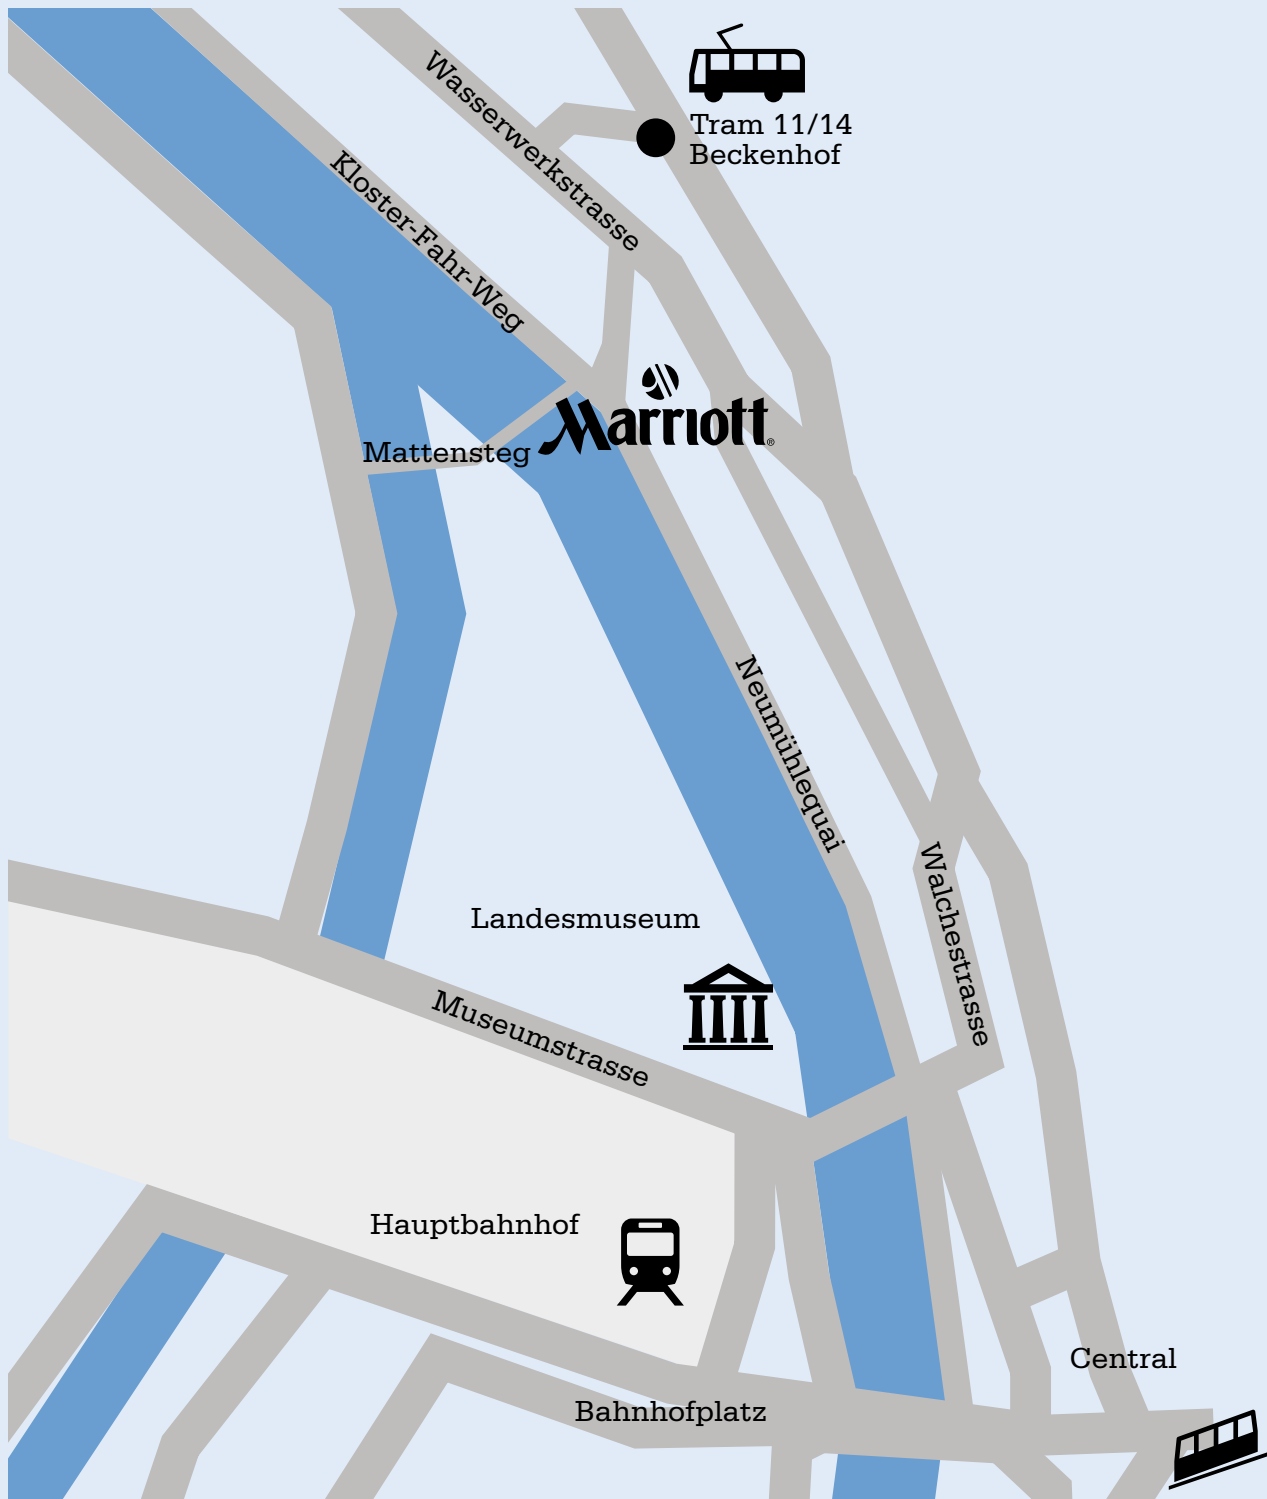 Wasserwerkstrasse
Tram 11/14
Beckenhof
Kloster-Fahr-Weg
Marriott®
Mattensteg
Neumühlequai
Walchestrasse
Landesmuseum
Museumstrasse
Hauptbahnhof
Central
Bahnhofplatz